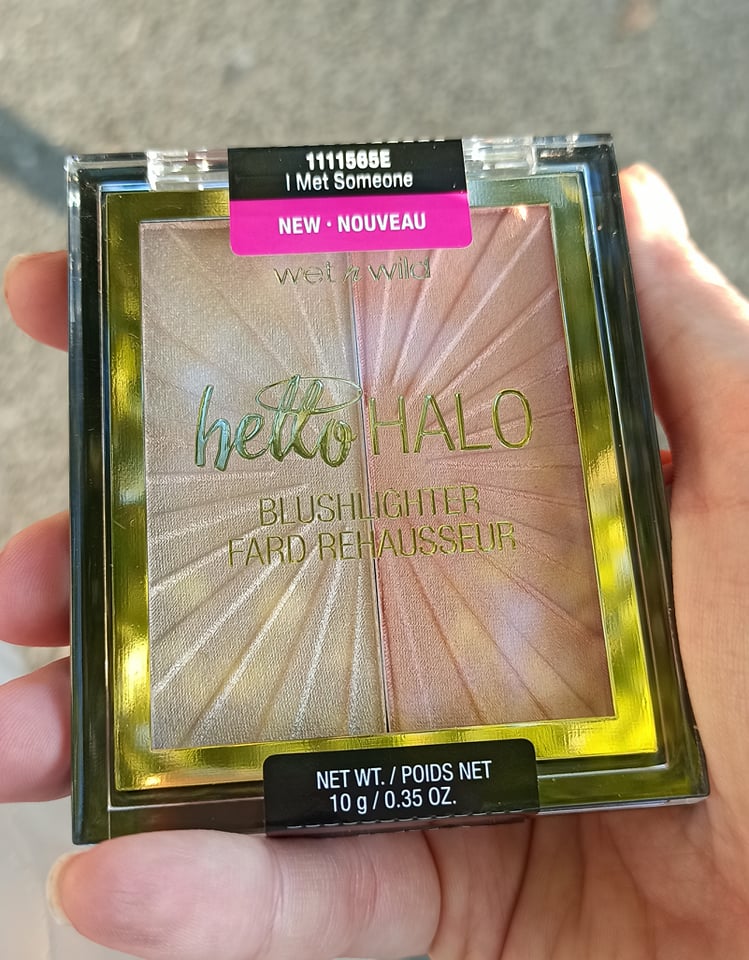 1111565E
I Met Someone
NEW · NOUVEAU
wet n wild
hello HALO
BLUSHLIGHTER
FARD REHAUSSEUR
NET WT. / POIDS NET
10 g / 0.35 OZ.